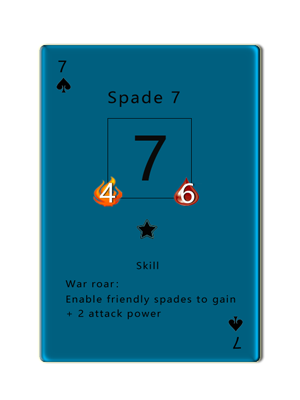 7
Spade 7
7
4 6
Skill
War roar:
Enable friendly spades to gain
+ 2 attack power
7